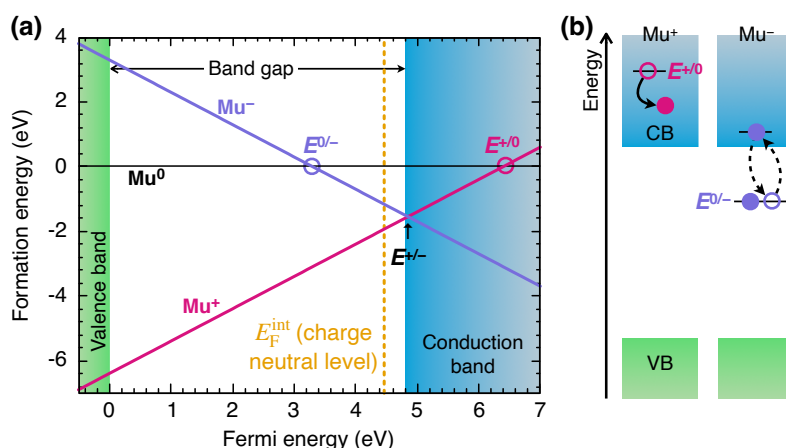 (a)
4
2
0
-2
-4
-6
Formation energy (eV)
Valence band
Band gap
Mu⁻
E⁰/⁻
E⁺/⁰
Mu⁰
E⁺/⁻
Mu⁺
E_F^int (charge
neutral level)
Conduction
band
0 1 2 3 4 5 6 7
Fermi energy (eV)
(b)
Energy
Mu⁺
Mu⁻
E⁺/⁰
CB
E⁰/⁻
VB